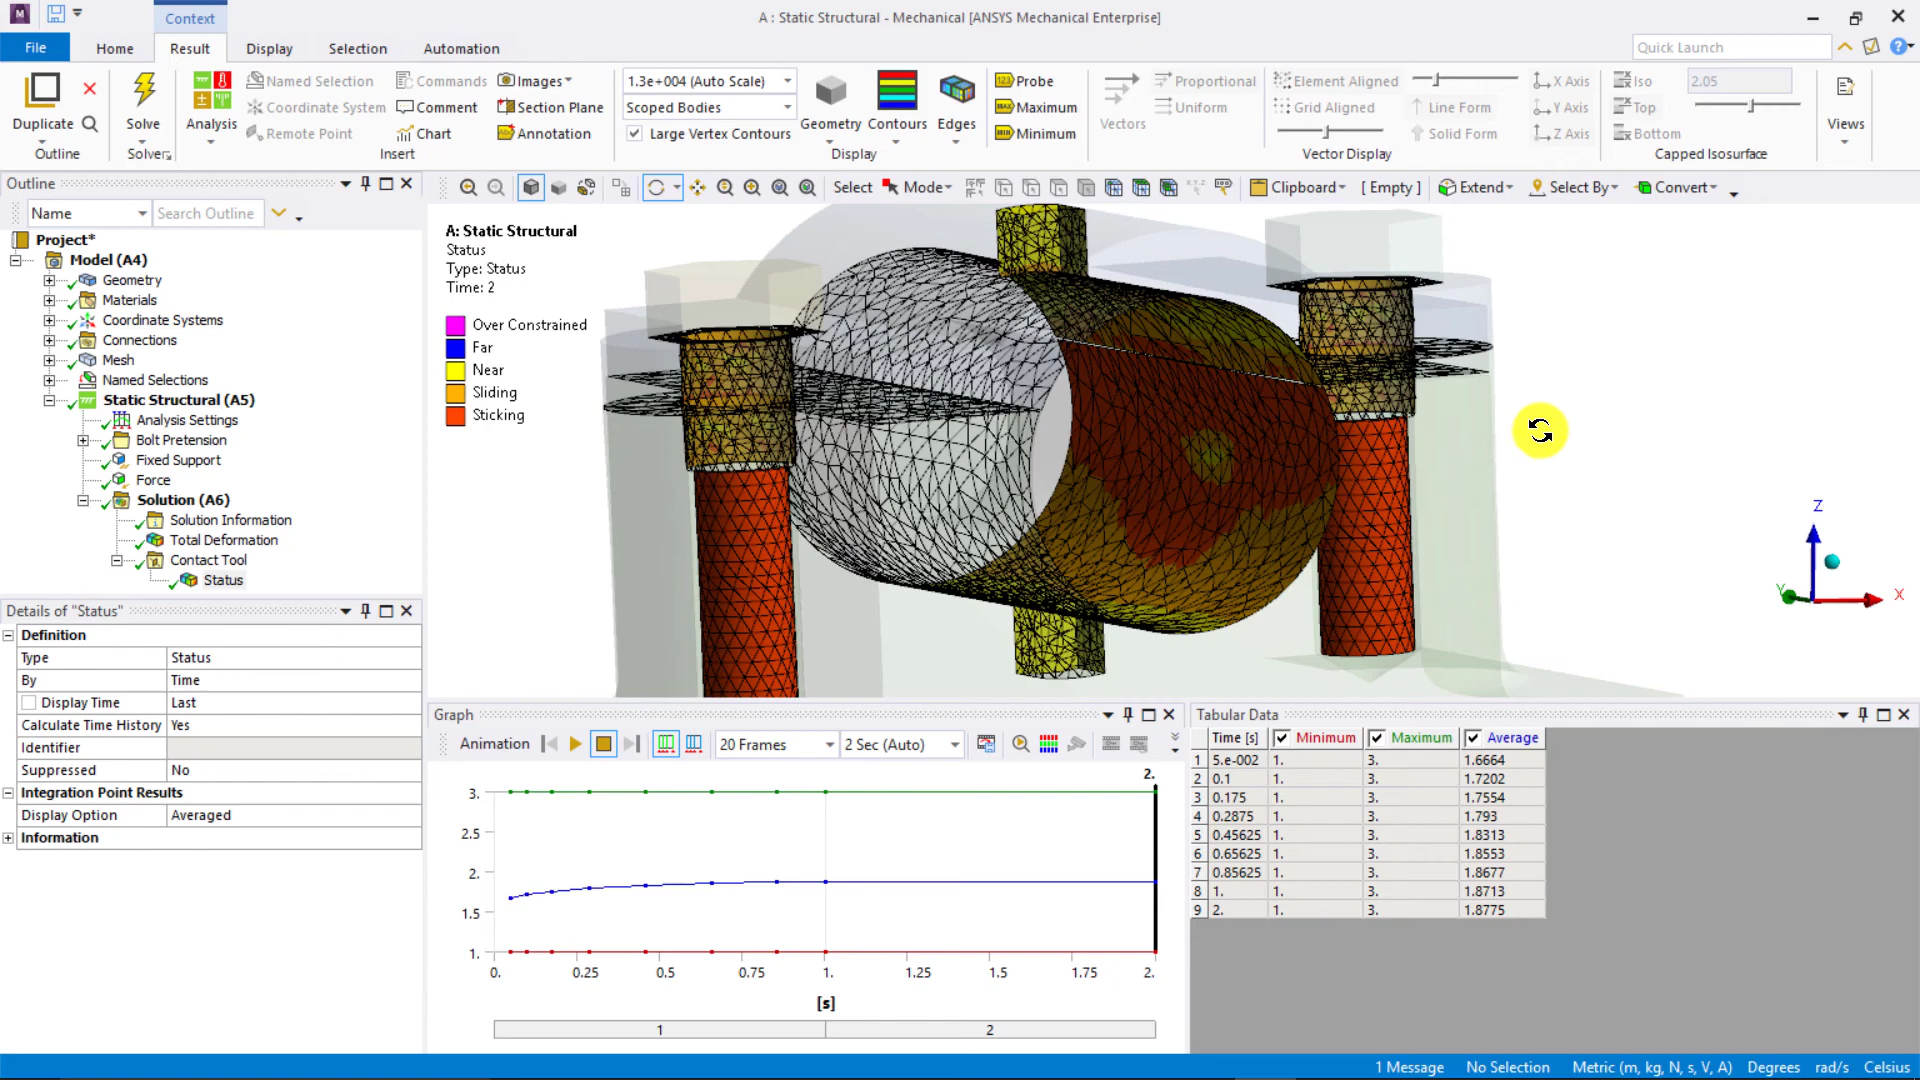 M
Context
A : Static Structural - Mechanical [ANSYS Mechanical Enterprise]
File
Home
Result
Display
Selection
Automation
Quick Launch
Duplicate
Outline
Solve
Solver
Analysis
Named Selection
Coordinate System
Remote Point
Commands
Comment
Chart
Images
Section Plane
Annotation
Insert
1.3e+004 (Auto Scale)
Scoped Bodies
Large Vertex Contours
Geometry
Contours
Edges
Display
Probe
Maximum
Minimum
Vectors
Proportional
Uniform
Element Aligned
Grid Aligned
Line Form
Solid Form
X Axis
Y Axis
Z Axis
Vector Display
Iso
Top
Bottom
2.05
Capped Isosurface
Views
Outline
Name
Search Outline
Select
Mode
Clipboard
[ Empty ]
Extend
Select By
Convert
Project*
Model (A4)
Geometry
Materials
Coordinate Systems
Connections
Mesh
Named Selections
Static Structural (A5)
Analysis Settings
Bolt Pretension
Fixed Support
Force
Solution (A6)
Solution Information
Total Deformation
Contact Tool
Status
A: Static Structural
Status
Type: Status
Time: 2
Over Constrained
Far
Near
Sliding
Sticking
Z
Y
X
Details of "Status"
Definition
Type Status
By Time
Display Time Last
Calculate Time History Yes
Identifier
Suppressed No
Integration Point Results
Display Option Averaged
Information
Graph
Animation
20 Frames
2 Sec (Auto)
2.
3.
2.5
2.
1.5
1.
0. 0.25 0.5 0.75 1. 1.25 1.5 1.75 2.
[s]
1 2
Tabular Data
Time [s] Minimum Maximum Average
1 5.e-002 1. 3. 1.6664
2 0.1 1. 3. 1.7202
3 0.175 1. 3. 1.7554
4 0.2875 1. 3. 1.793
5 0.45625 1. 3. 1.8313
6 0.65625 1. 3. 1.8553
7 0.85625 1. 3. 1.8677
8 1. 1. 3. 1.8713
9 2. 1. 3. 1.8775
1 Message
No Selection
Metric (m, kg, N, s, V, A)
Degrees
rad/s
Celsius